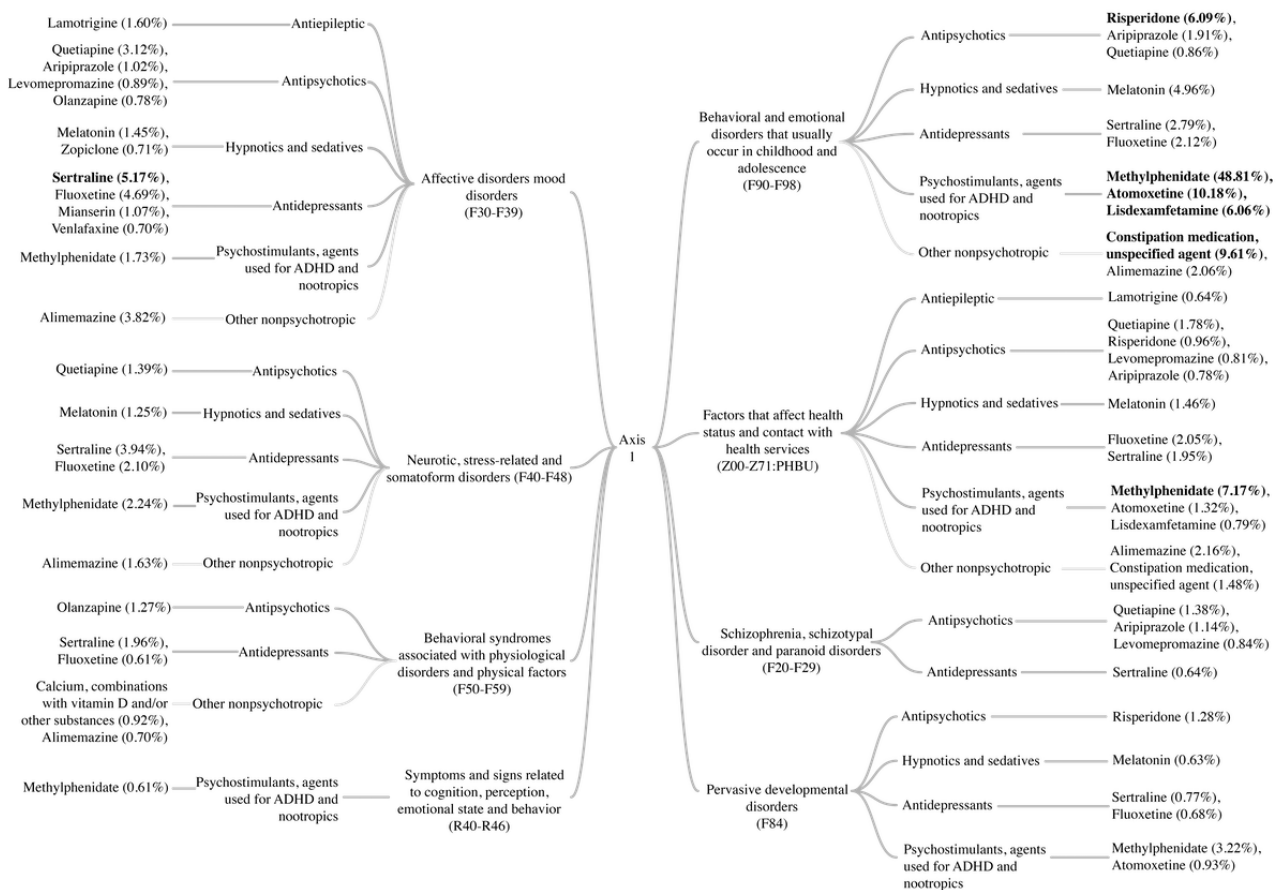 Lamotrigine (1.60%)
Antiepileptic
Quetiapine (3.12%),
Aripiprazole (1.02%)
Levomepromazine (0.89%)
Olanzapine (0.78%)
Antipsychotics
Melatonin (1.45%)
Zopiclone (0.71%)
Hypnotics and sedatives
Sertraline (5.17%),
Fluoxetine (4.69%)
Mianserin (1.07%)
Venlafaxine (0.70%)
Antidepressants
Methylphenidate (1.73%)
Psychostimulants, agents
used for ADHD and
nootropics
Alimemazine (3.82%)
Other nonpsychotropic
Affective disorders mood
disorders
(F30-F39)
Quetiapine (1.39%)
Antipsychotics
Melatonin (1.25%)
Hypnotics and sedatives
Sertraline (3.94%)
Fluoxetine (2.10%)
Antidepressants
Methylphenidate (2.24%)
Psychostimulants, agents
used for ADHD and
nootropics
Alimemazine (1.63%)
Other nonpsychotropic
Neurotic, stress-related and
somatoform disorders (F40-F48)
Olanzapine (1.27%)
Antipsychotics
Sertraline (1.96%)
Fluoxetine (0.61%)
Antidepressants
Calcium, combinations
with vitamin D and/or
other substances (0.92%),
Alimemazine (0.70%)
Other nonpsychotropic
Behavioral syndromes
associated with physiological
disorders and physical factors
(F50-F59)
Methylphenidate (0.61%)
Psychostimulants, agents
used for ADHD and
nootropics
Symptoms and signs related
to cognition, perception,
emotional state and behavior
(R40-R46)
Axis
1
Behavioral and emotional
disorders that usually
occur in childhood and
adolescence
(F90-F98)
Antipsychotics
Risperidone (6.09%),
Aripiprazole (1.91%),
Quetiapine (0.86%)
Hypnotics and sedatives
Melatonin (4.96%)
Antidepressants
Sertraline (2.79%),
Fluoxetine (2.12%)
Psychostimulants, agents
used for ADHD and
nootropics
Methylphenidate (48.81%),
Atomoxetine (10.18%),
Lisdexamfetamine (6.06%)
Other nonpsychotropic
Constipation medication,
unspecified agent (9.61%),
Alimemazine (2.06%)
Factors that affect health
status and contact with
health services
(Z00-Z71:PHBU)
Antiepileptic
Lamotrigine (0.64%)
Antipsychotics
Quetiapine (1.78%),
Risperidone (0.96%),
Levomepromazine (0.81%),
Aripiprazole (0.78%)
Hypnotics and sedatives
Melatonin (1.46%)
Antidepressants
Fluoxetine (2.05%),
Sertraline (1.95%)
Psychostimulants, agents
used for ADHD and
nootropics
Methylphenidate (7.17%),
Atomoxetine (1.32%),
Lisdexamfetamine (0.79%)
Other nonpsychotropic
Alimemazine (2.16%),
Constipation medication,
unspecified agent (1.48%)
Schizophrenia, schizotypal
disorder and paranoid disorders
(F20-F29)
Antipsychotics
Quetiapine (1.38%),
Aripiprazole (1.14%),
Levomepromazine (0.84%)
Antidepressants
Sertraline (0.64%)
Pervasive developmental
disorders
(F84)
Antipsychotics
Risperidone (1.28%)
Hypnotics and sedatives
Melatonin (0.63%)
Antidepressants
Sertraline (0.77%),
Fluoxetine (0.68%)
Psychostimulants, agents
used for ADHD and
nootropics
Methylphenidate (3.22%),
Atomoxetine (0.93%)